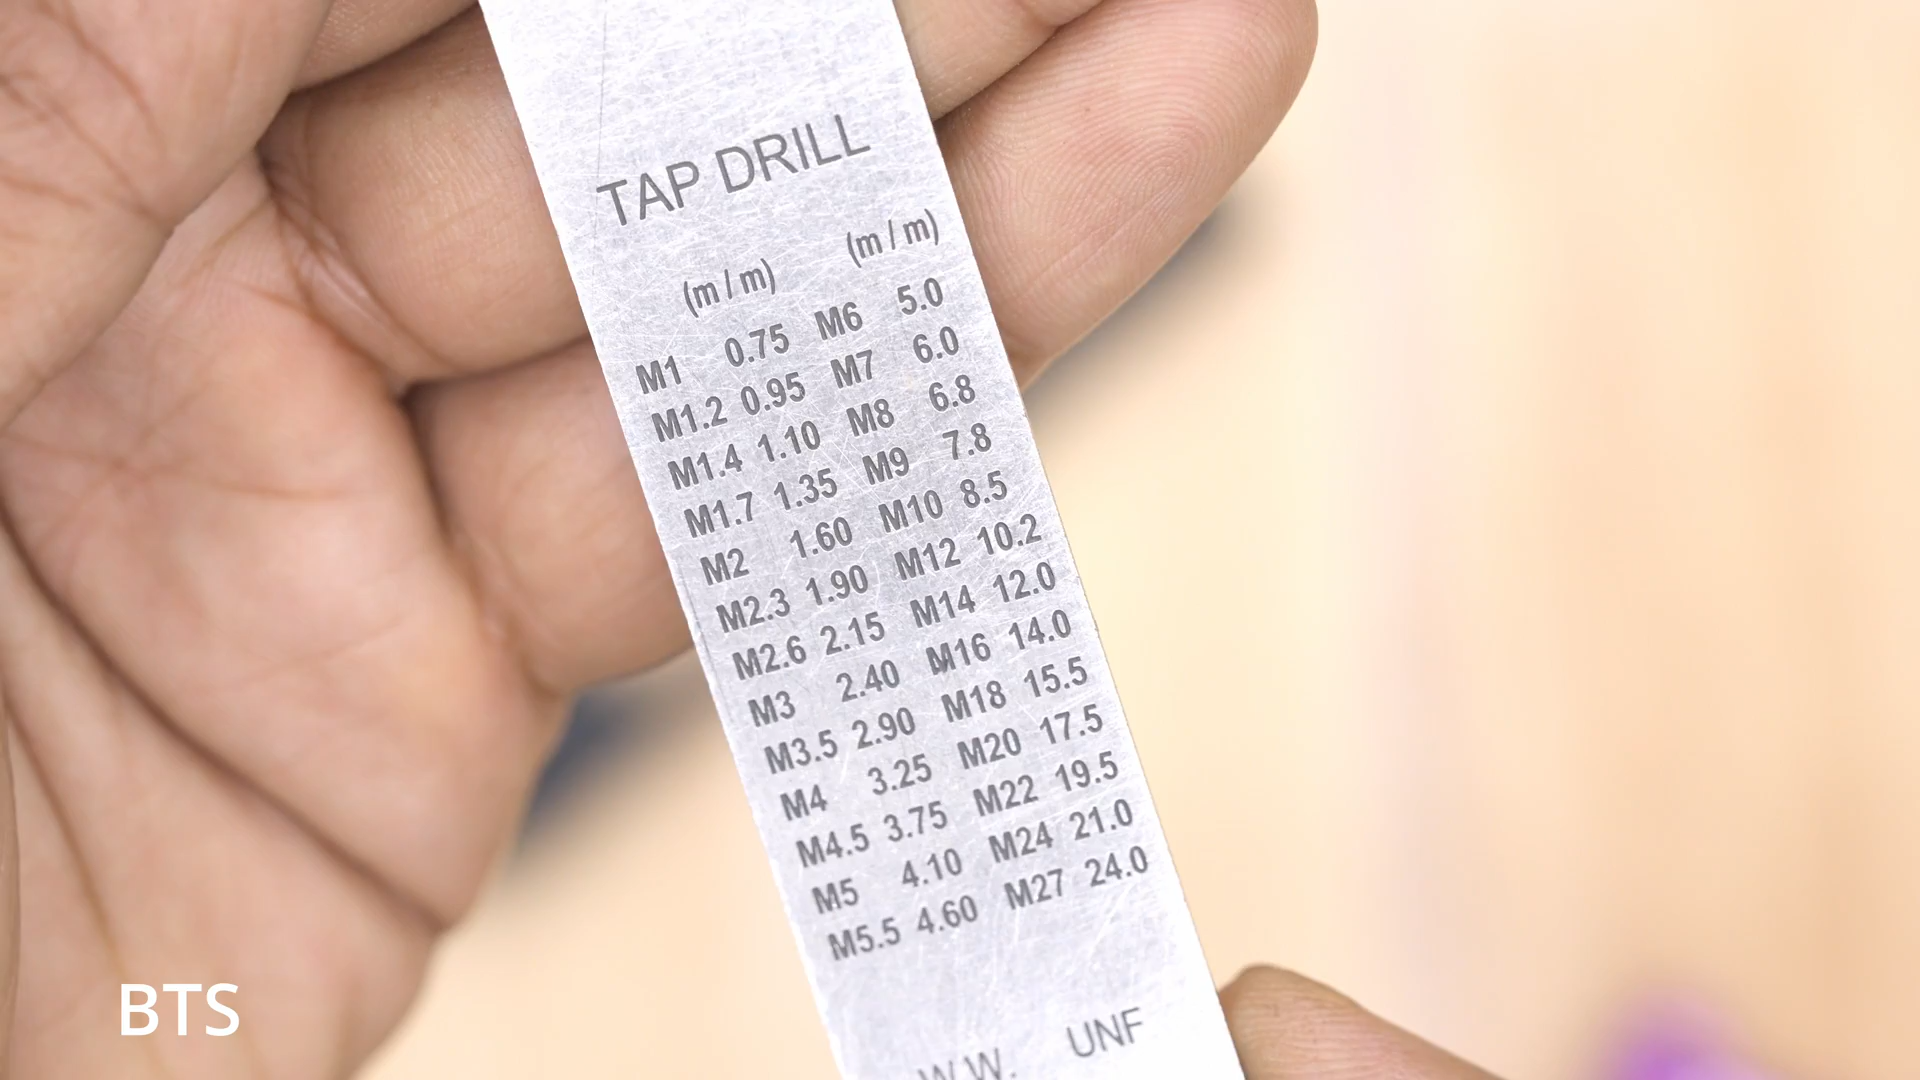 TAP DRILL
(m / m) (m / m)
M1 0.75 M6 5.0
M1.2 0.95 M7 6.0
M1.4 1.10 M8 6.8
M1.7 1.35 M9 7.8
M2 1.60 M10 8.5
M2.3 1.90 M12 10.2
M2.6 2.15 M14 12.0
M3 2.40 M16 14.0
M3.5 2.90 M18 15.5
M4 3.25 M20 17.5
M4.5 3.75 M22 19.5
M5 4.10 M24 21.0
M5.5 4.60 M27 24.0
W.W. UNF
BTS